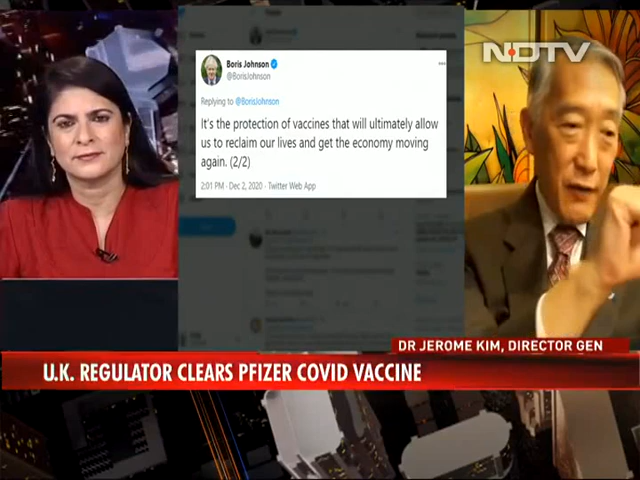 NDTV
Boris Johnson
@BorisJohnson
Replying to @BorisJohnson
It's the protection of vaccines that will ultimately allow
us to reclaim our lives and get the economy moving
again. (2/2)
2:01 PM · Dec 2, 2020 · Twitter Web App
DR JEROME KIM, DIRECTOR GEN
U.K. REGULATOR CLEARS PFIZER COVID VACCINE